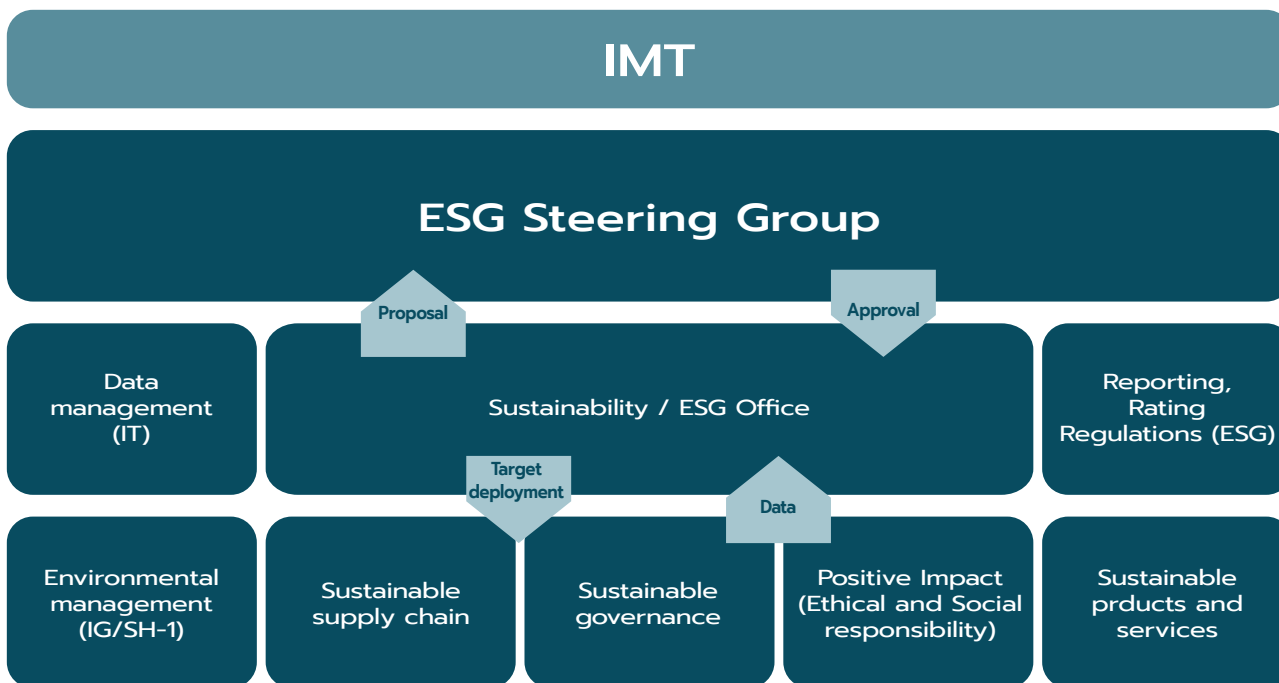 IMT
ESG Steering Group
Proposal
Approval
Data
management
(IT)
Sustainability / ESG Office
Reporting,
Rating
Regulations (ESG)
Target
deployment
Data
Environmental
management
(IG/SH-1)
Sustainable
supply chain
Sustainable
governance
Positive Impact
(Ethical and Social
responsibility)
Sustainable
prducts and
services